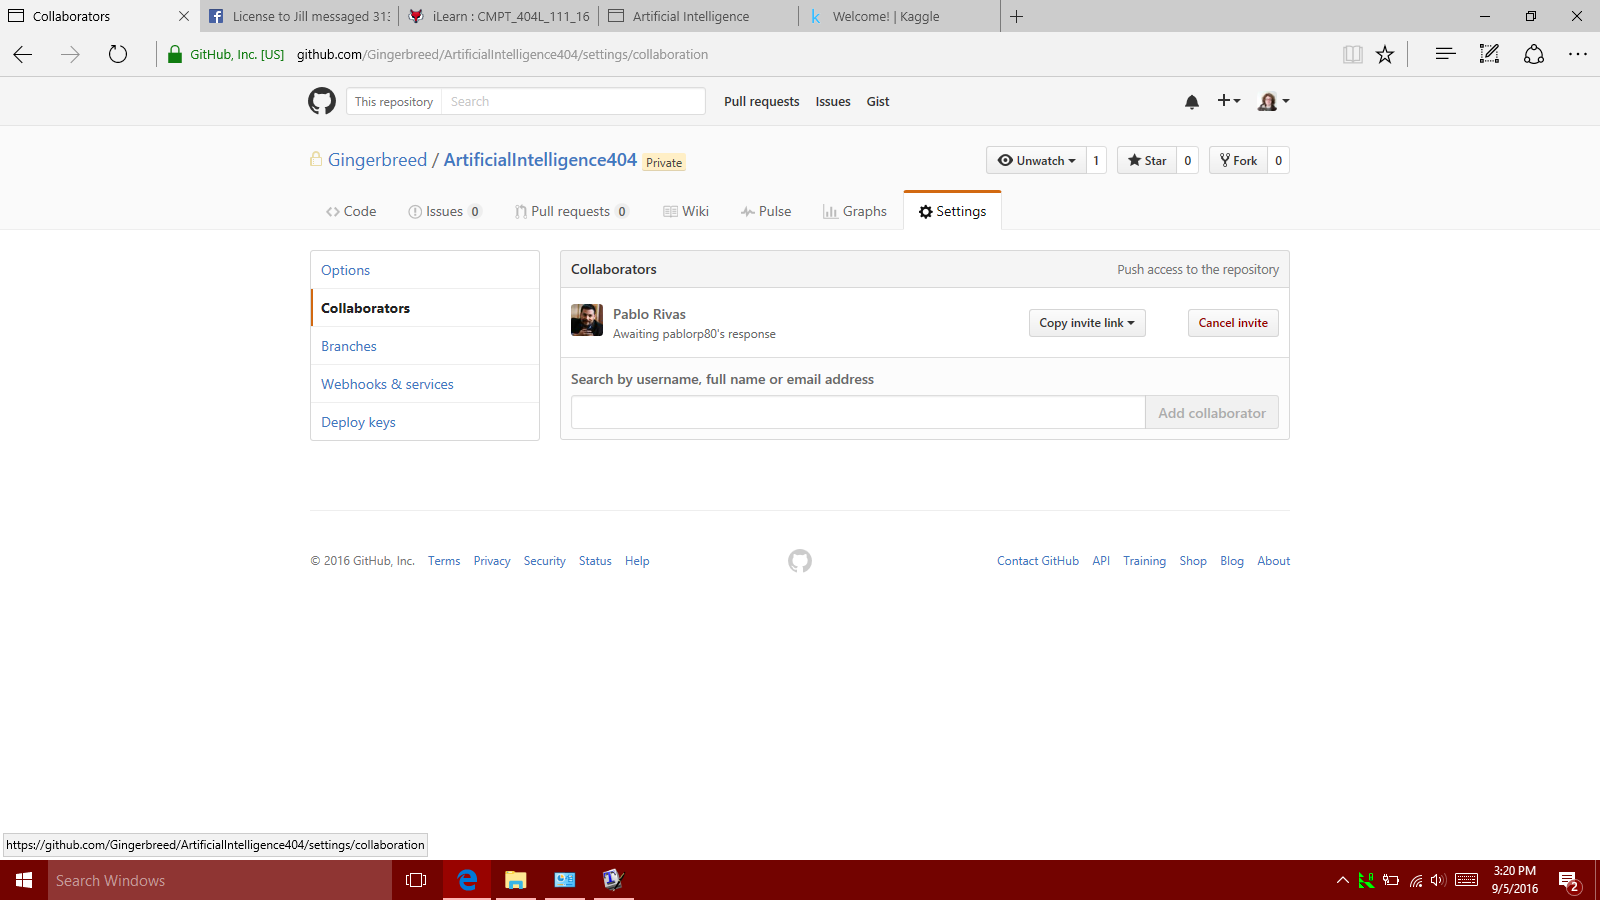 Collaborators
License to Jill messaged 313
iLearn : CMPT_404L_111_16
Artificial Intelligence
Welcome! | Kaggle
GitHub, Inc. [US]
github.com/Gingerbreed/ArtificialIntelligence404/settings/collaboration
This repository
Search
Pull requests
Issues
Gist
Gingerbreed / ArtificialIntelligence404 Private
Unwatch 1
Star 0
Fork 0
Code
Issues 0
Pull requests 0
Wiki
Pulse
Graphs
Settings
Options
Collaborators
Branches
Webhooks & services
Deploy keys
Collaborators
Push access to the repository
Pablo Rivas
Awaiting pablorp80's response
Copy invite link
Cancel invite
Search by username, full name or email address
Add collaborator
© 2016 GitHub, Inc. Terms Privacy Security Status Help
Contact GitHub API Training Shop Blog About
https://github.com/Gingerbreed/ArtificialIntelligence404/settings/collaboration
Search Windows
3:20 PM
9/5/2016
2